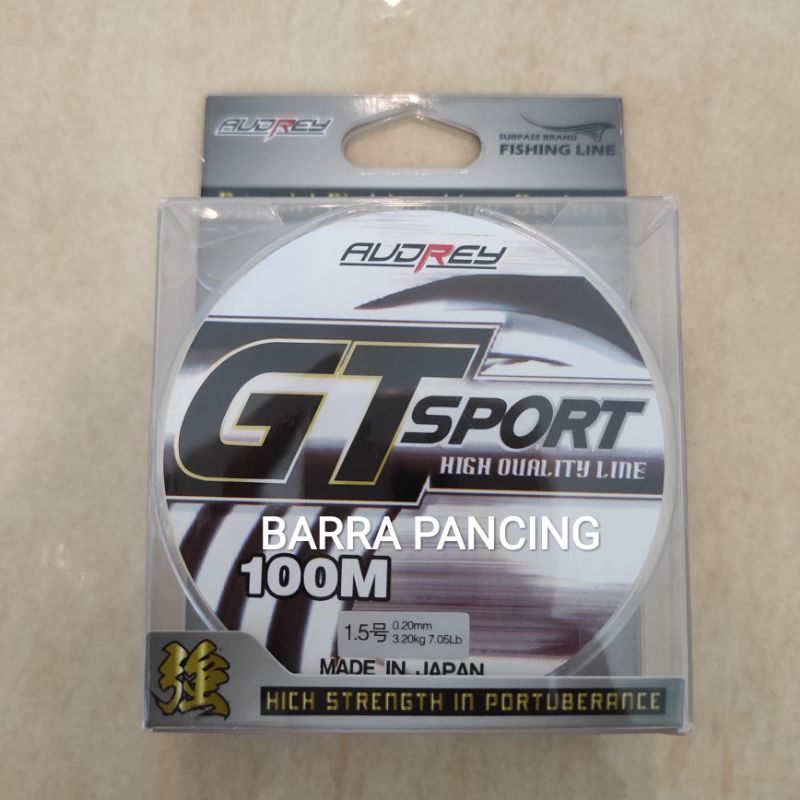 AUDREY
SURPASS BRAND
FISHING LINE
AUDREY
GT SPORT
HIGH QUALITY LINE
BARRA PANCING
100M
1.5号 0.20mm
3.20kg 7.05Lb
MADE IN JAPAN
強 HICH STRENGTH IN PORTUBERANCE